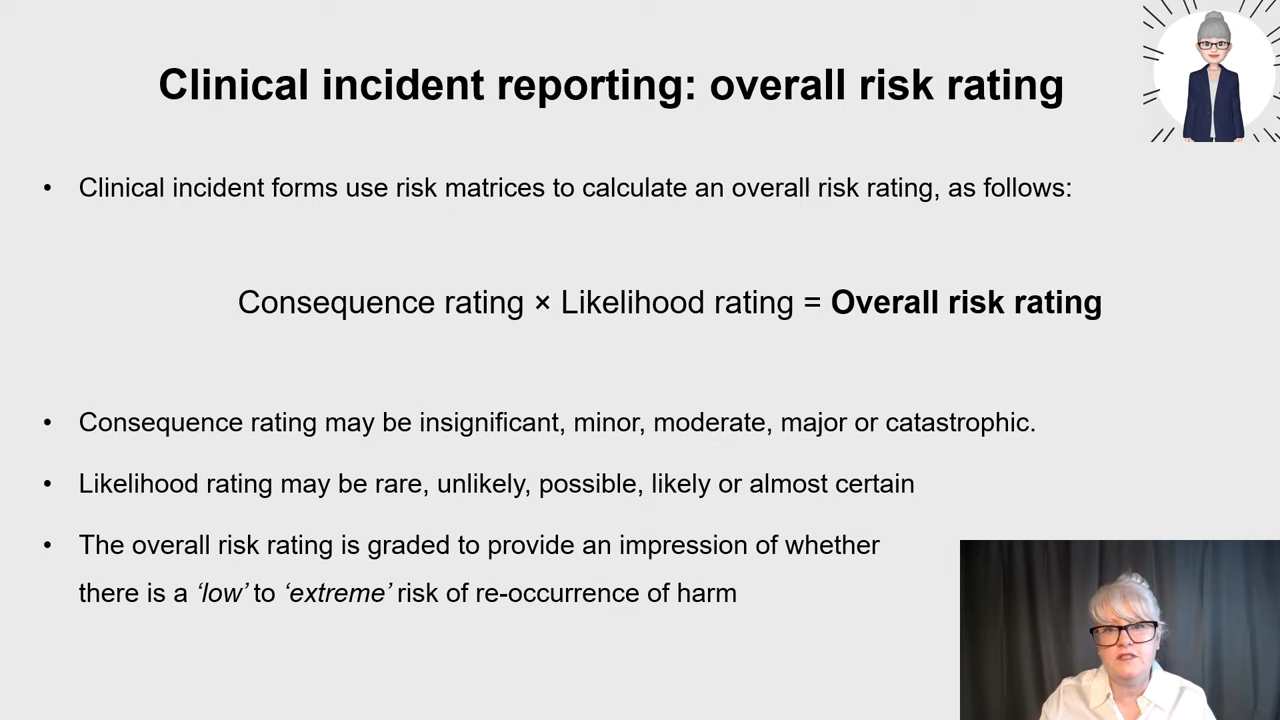 Clinical incident reporting: overall risk rating
• Clinical incident forms use risk matrices to calculate an overall risk rating, as follows:
Consequence rating × Likelihood rating = Overall risk rating
• Consequence rating may be insignificant, minor, moderate, major or catastrophic.
• Likelihood rating may be rare, unlikely, possible, likely or almost certain
• The overall risk rating is graded to provide an impression of whether
there is a ‘low’ to ‘extreme’ risk of re-occurrence of harm